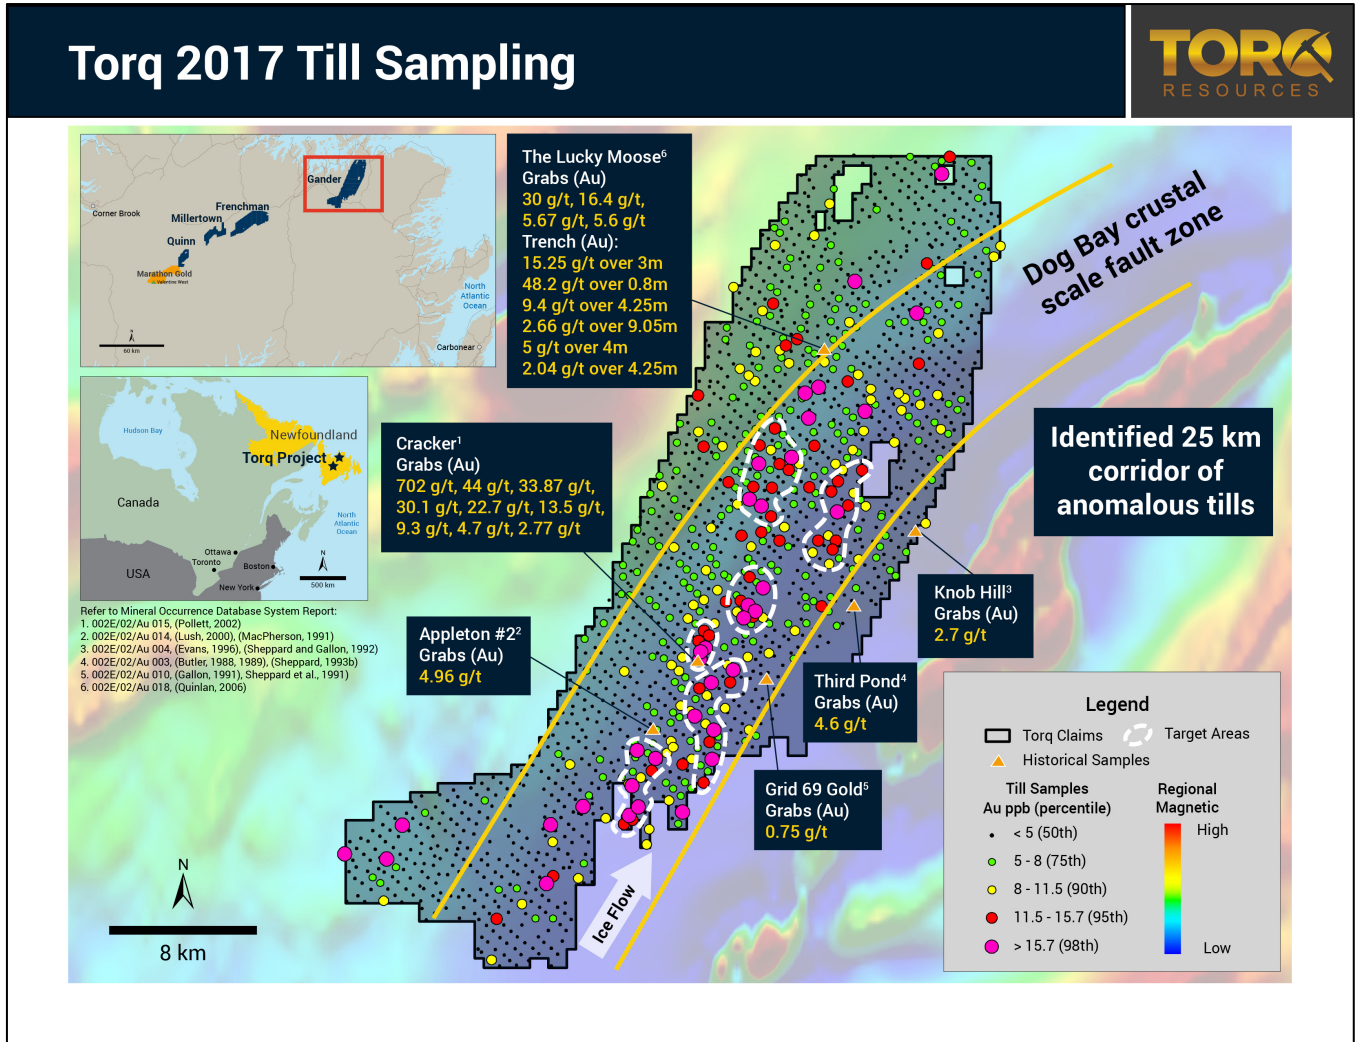 Torq 2017 Till Sampling
TORQ
RESOURCES
Gander
Frenchman
Millertown
Quinn
Corner Brook
Marathon Gold
Valentine West
North
Atlantic
Ocean
Carbonear
N
60 km
Hudson Bay
Newfoundland
Torq Project
Canada
North
Atlantic
Ocean
Ottawa
Toronto
Boston
New York
USA
N
500 km
Refer to Mineral Occurrence Database System Report:
1. 002E/02/Au 015, (Pollett, 2002)
2. 002E/02/Au 014, (Lush, 2000), (MacPherson, 1991)
3. 002E/02/Au 004, (Evans, 1996), (Sheppard and Gallon, 1992)
4. 002E/02/Au 003, (Butler, 1988, 1989), (Sheppard, 1993b)
5. 002E/02/Au 010, (Gallon, 1991), Sheppard et al., 1991)
6. 002E/02/Au 018, (Quinlan, 2006)
The Lucky Moose⁶
Grabs (Au)
30 g/t, 16.4 g/t,
5.67 g/t, 5.6 g/t
Trench (Au):
15.25 g/t over 3m
48.2 g/t over 0.8m
9.4 g/t over 4.25m
2.66 g/t over 9.05m
5 g/t over 4m
2.04 g/t over 4.25m
Cracker¹
Grabs (Au)
702 g/t, 44 g/t, 33.87 g/t,
30.1 g/t, 22.7 g/t, 13.5 g/t,
9.3 g/t, 4.7 g/t, 2.77 g/t
Appleton #2²
Grabs (Au)
4.96 g/t
Dog Bay crustal
scale fault zone
Identified 25 km
corridor of
anomalous tills
Knob Hill³
Grabs (Au)
2.7 g/t
Third Pond⁴
Grabs (Au)
4.6 g/t
Grid 69 Gold⁵
Grabs (Au)
0.75 g/t
Ice Flow
N
8 km
Legend
Torq Claims
Target Areas
Historical Samples
Till Samples
Au ppb (percentile)
< 5 (50th)
5 - 8 (75th)
8 - 11.5 (90th)
11.5 - 15.7 (95th)
> 15.7 (98th)
Regional
Magnetic
High
Low